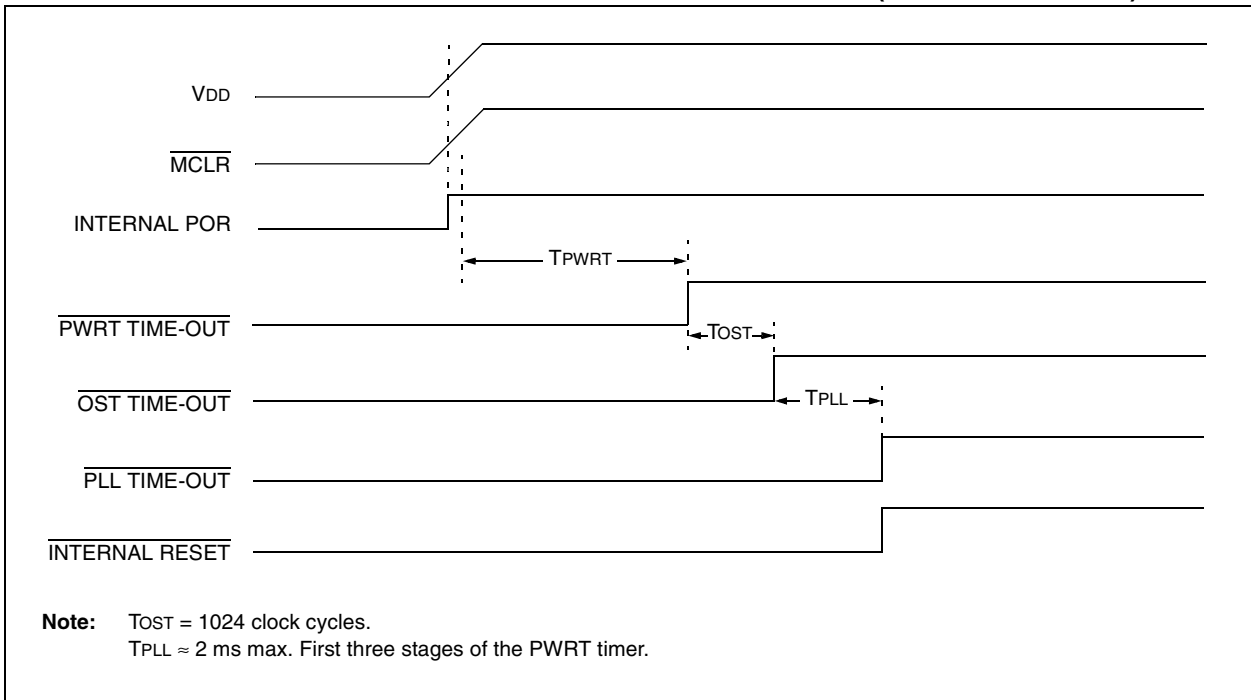 VDD
MCLR
INTERNAL POR
TPWRT
PWRT TIME-OUT
TOST
OST TIME-OUT
TPLL
PLL TIME-OUT
INTERNAL RESET
Note: TOST = 1024 clock cycles.
TPLL ≈ 2 ms max. First three stages of the PWRT timer.